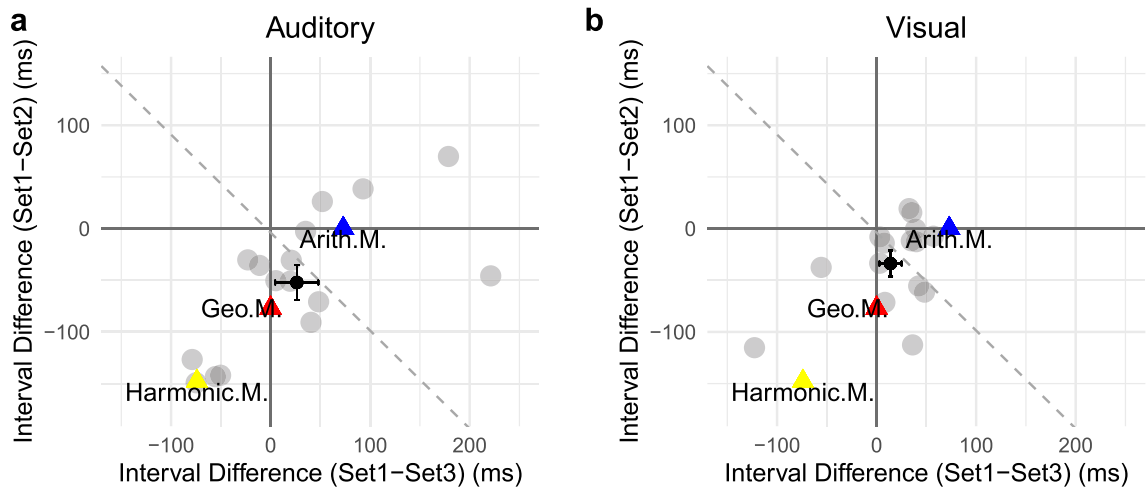 a
Auditory
Interval Difference (Set1−Set2) (ms)
100
0
−100
Arith.M.
Geo.M.
Harmonic.M.
−100 0 100 200
Interval Difference (Set1−Set3) (ms)
b
Visual
Interval Difference (Set1−Set2) (ms)
100
0
−100
Arith.M.
Geo.M.
Harmonic.M.
−100 0 100 200
Interval Difference (Set1−Set3) (ms)